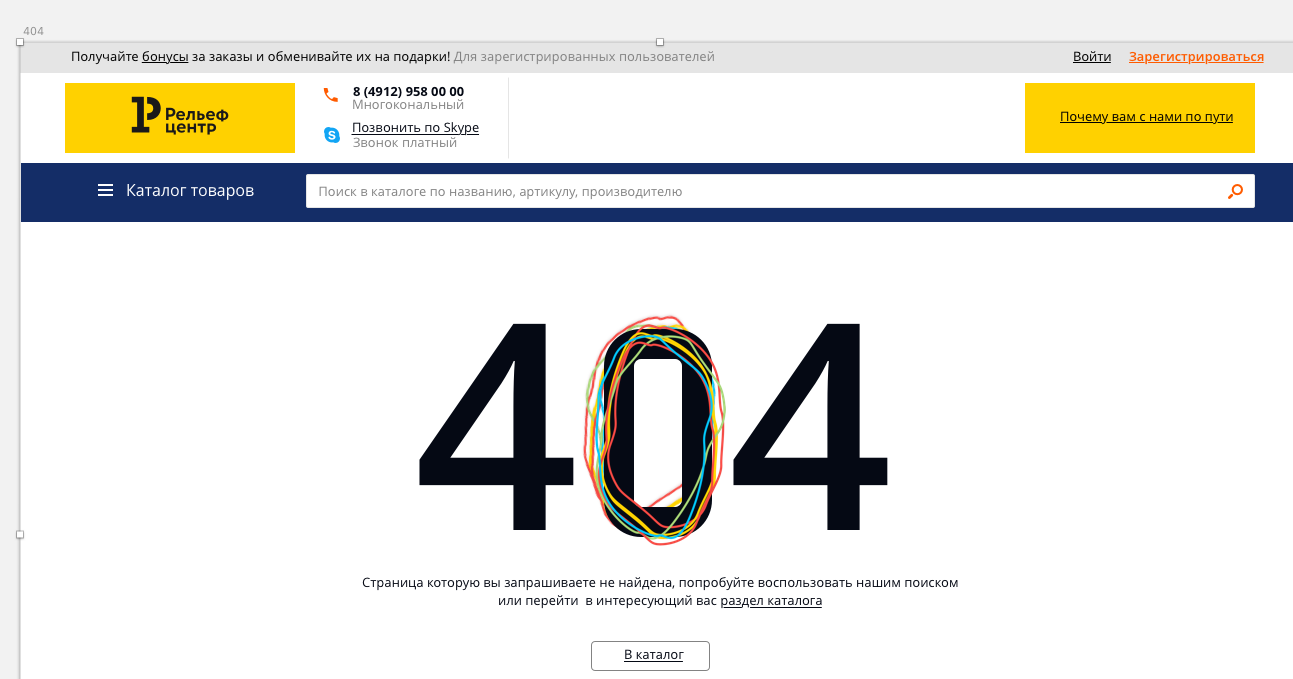 404
Получайте бонусы за заказы и обменивайте их на подарки! Для зарегистрированных пользователей
Войти
Зарегистрироваться
Рельеф
центр
8 (4912) 958 00 00
Многокональный
Позвонить по Skype
Звонок платный
Почему вам с нами по пути
Каталог товаров
Поиск в каталоге по названию, артикулу, производителю
404
Страница которую вы запрашиваете не найдена, попробуйте воспользовать нашим поиском
или перейти в интересующий вас раздел каталога
В каталог